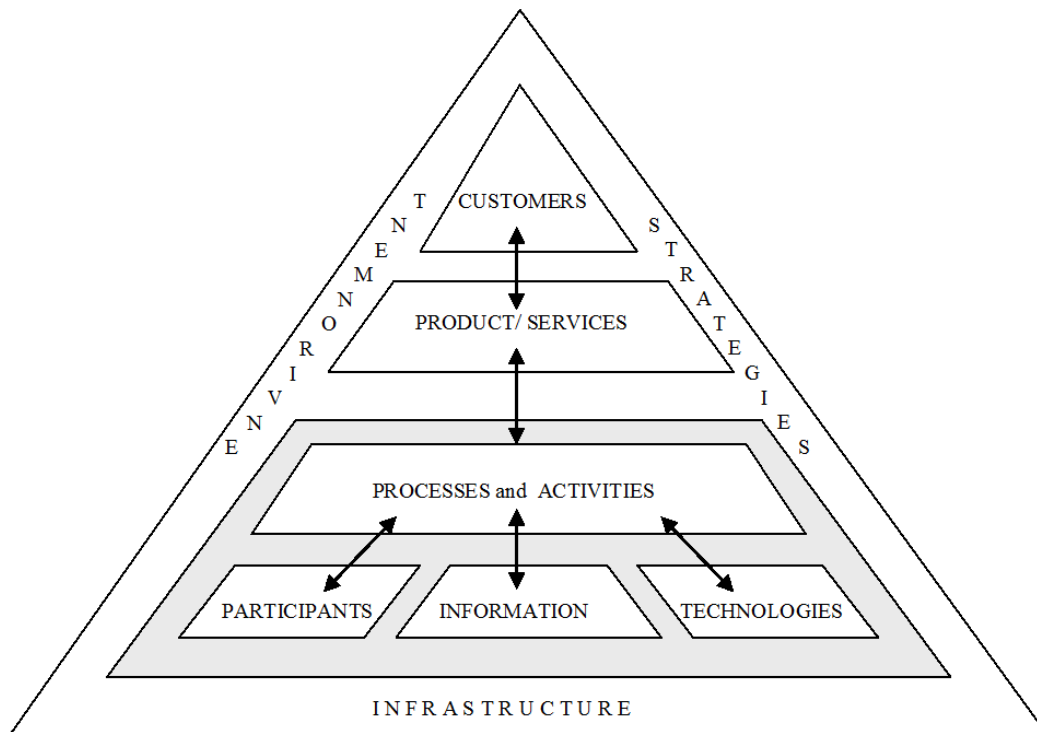 CUSTOMERS
ENVIRONMENT
STRATEGIES
PRODUCT/ SERVICES
PROCESSES and ACTIVITIES
PARTICIPANTS
INFORMATION
TECHNOLOGIES
INFRASTRUCTURE